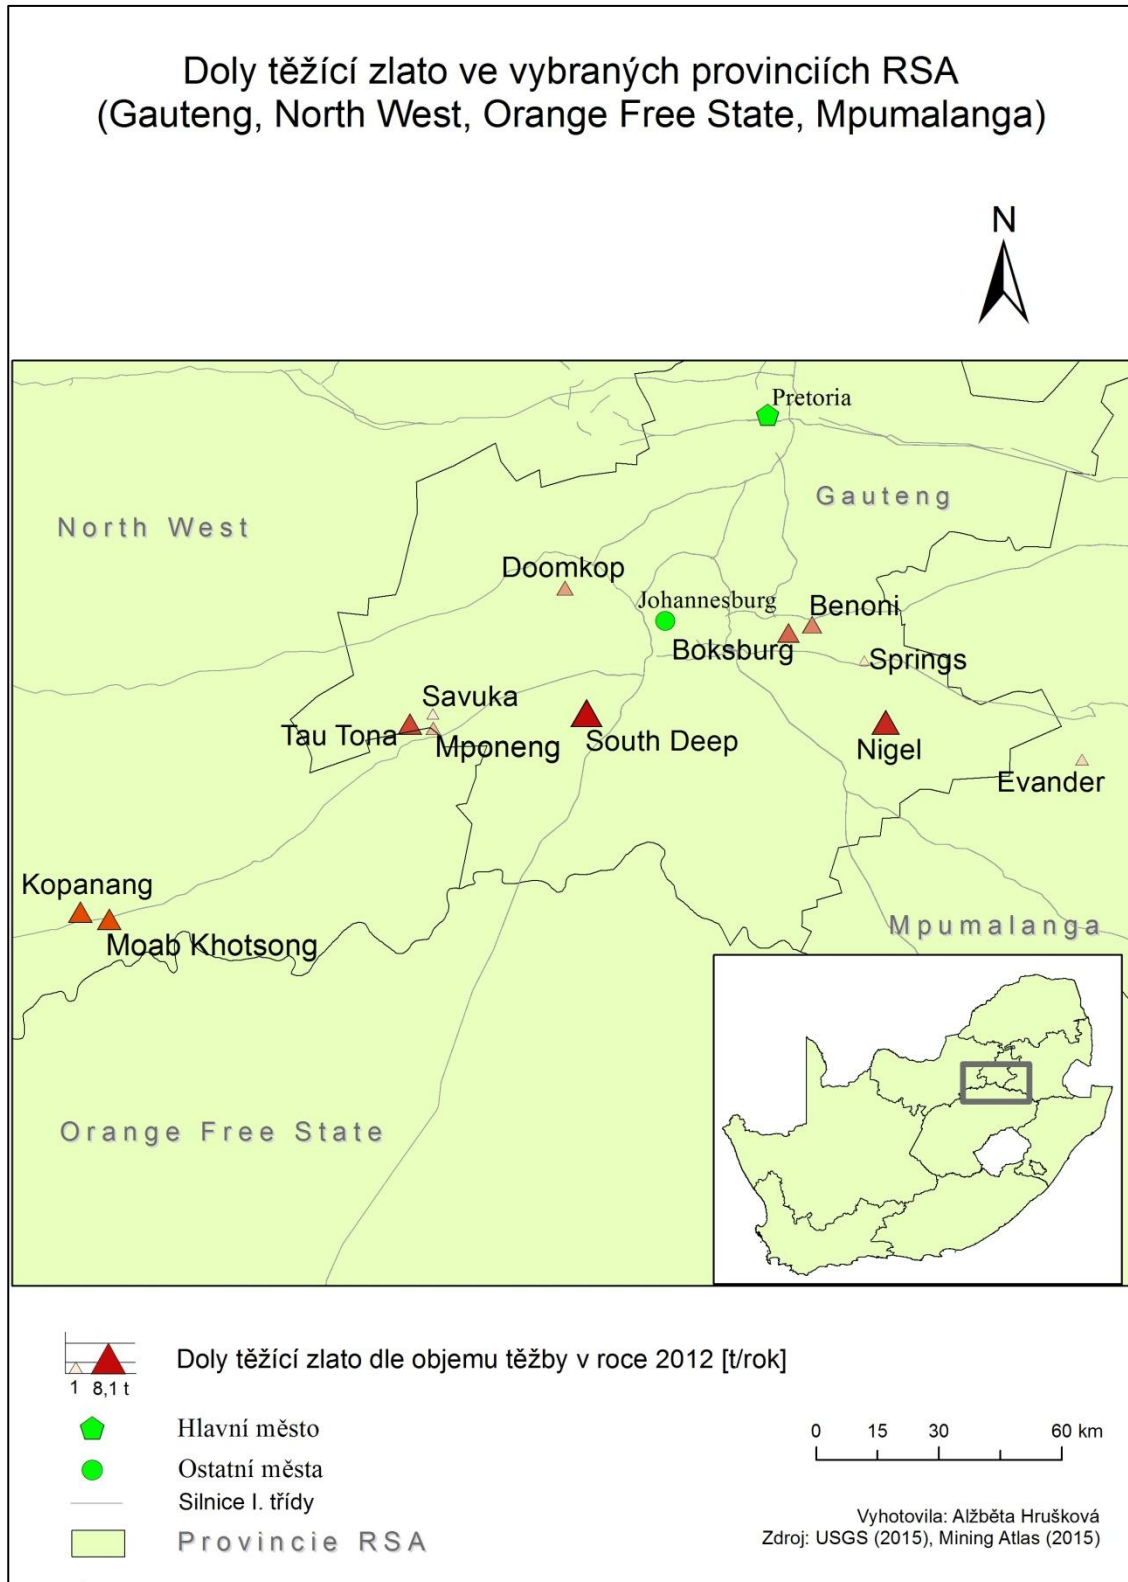 Doly těžící zlato ve vybraných provinciích RSA
(Gauteng, North West, Orange Free State, Mpumalanga)
N
Pretoria
Gauteng
North West
Doomkop
Johannesburg
Benoni
Boksburg
Springs
Savuka
Tau Tona
Mponeng
South Deep
Nigel
Evander
Kopanang
Moab Khotsong
Mpumalanga
Orange Free State
1 8,1 t
Doly těžící zlato dle objemu těžby v roce 2012 [t/rok]
Hlavní město
Ostatní města
Silnice I. třídy
Provincie RSA
0 15 30 60 km
Vyhotovila: Alžběta Hrušková
Zdroj: USGS (2015), Mining Atlas (2015)